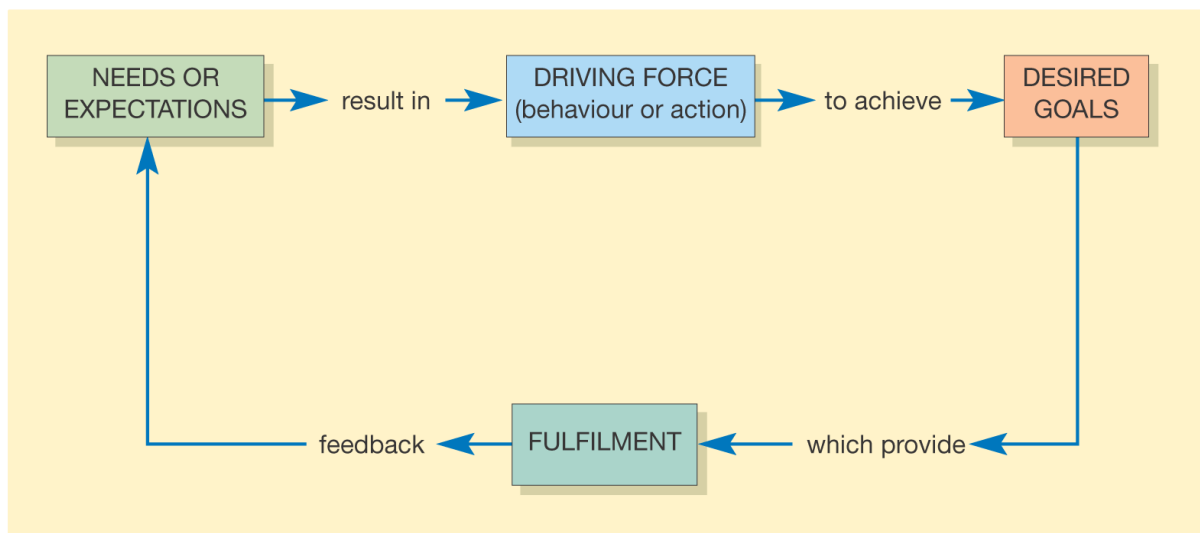 NEEDS OR
EXPECTATIONS
result in
DRIVING FORCE
(behaviour or action)
to achieve
DESIRED
GOALS
which provide
FULFILMENT
feedback